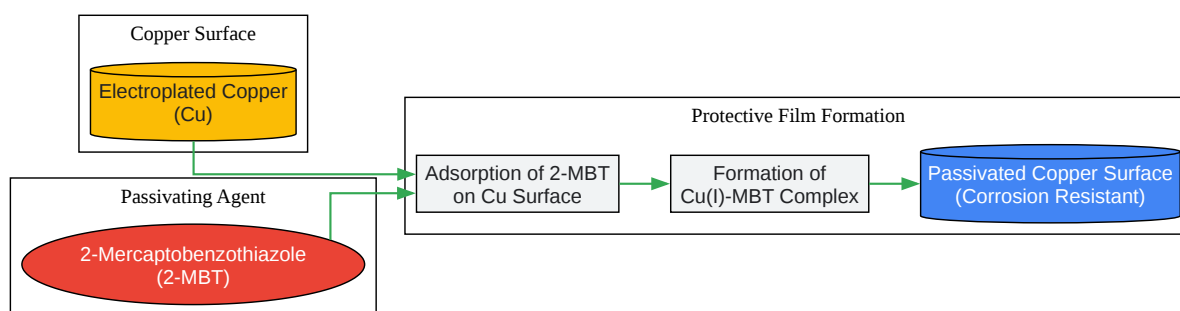 Copper Surface
Electroplated Copper
(Cu)
Passivating Agent
2-Mercaptobenzothiazole
(2-MBT)
Protective Film Formation
Adsorption of 2-MBT
on Cu Surface
Formation of
Cu(I)-MBT Complex
Passivated Copper Surface
(Corrosion Resistant)